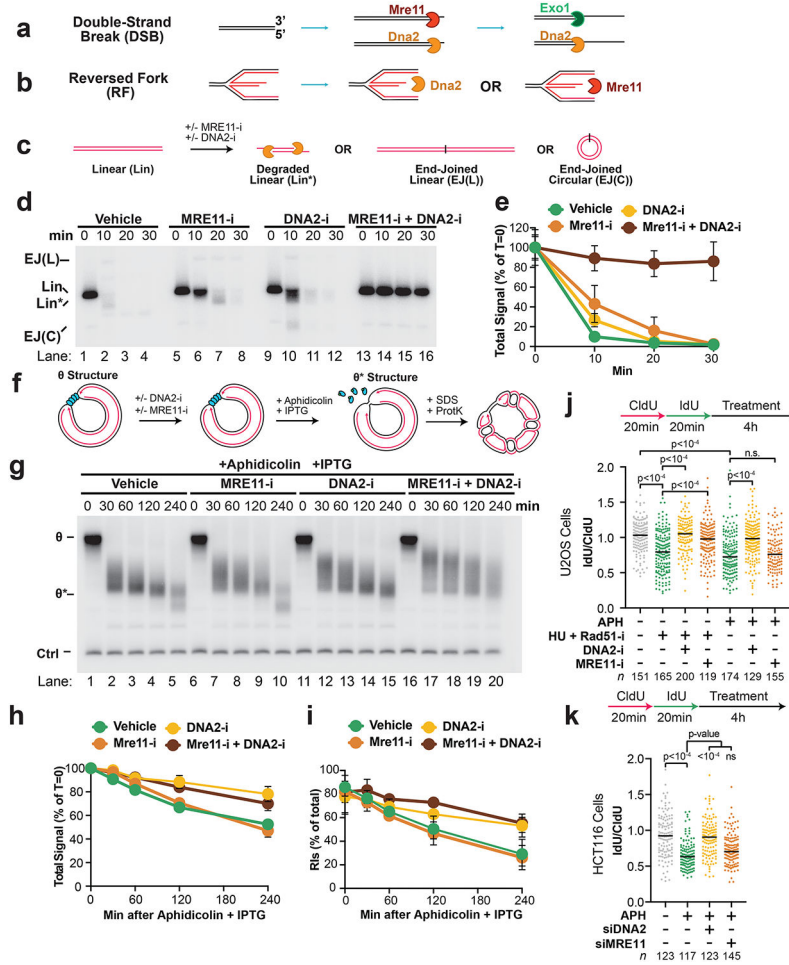 a
Double-Strand
Break (DSB)
3'
5'
Mre11
Dna2
Exo1
Dna2
b
Reversed Fork
(RF)
Dna2
OR
Mre11
c
Linear (Lin)
+/- MRE11-i
+/- DNA2-i
Degraded
Linear (Lin*)
OR
End-Joined
Linear (EJ(L))
OR
End-Joined
Circular (EJ(C))
d
Vehicle MRE11-i DNA2-i MRE11-i + DNA2-i
min 0 10 20 30 0 10 20 30 0 10 20 30 0 10 20 30
EJ(L)
Lin
Lin*
EJ(C)
Lane: 1 2 3 4 5 6 7 8 9 10 11 12 13 14 15 16
e
Vehicle DNA2-i
Mre11-i Mre11-i + DNA2-i
Total Signal (% of T=0)
120
100
80
60
40
20
0
0 10 20 30
Min
f
θ Structure
+/- DNA2-i
+/- MRE11-i
+ Aphidicolin
+ IPTG
θ* Structure
+ SDS
+ ProtK
g
+Aphidicolin +IPTG
Vehicle MRE11-i DNA2-i MRE11-i + DNA2-i
0 30 60 120 240 0 30 60 120 240 0 30 60 120 240 0 30 60 120 240 min
θ
θ*
Ctrl
Lane: 1 2 3 4 5 6 7 8 9 10 11 12 13 14 15 16 17 18 19 20
h
Vehicle DNA2-i
Mre11-i Mre11-i + DNA2-i
Total Signal (% of T=0)
100
80
60
40
20
0
0 60 120 180 240
Min after Aphidicolin + IPTG
i
Vehicle DNA2-i
Mre11-i Mre11-i + DNA2-i
RIs (% of total)
100
80
60
40
20
0
0 60 120 180 240
Min after Aphidicolin + IPTG
j
CldU IdU Treatment
20min 20min 4h
p<10-4 n.s.
p<10-4 p<10-4 p<10-4
p<10-4
U2OS Cells
IdU/CldU
2.0
1.5
1.0
0.5
0.0
APH - - - - + + +
HU + Rad51-i - + + + - - -
DNA2-i - - + - - + -
MRE11-i - - - + - - +
n 151 165 200 119 174 129 155
k
CldU IdU Treatment
20min 20min 4h
p-value
p<10-4 <10-4 ns
HCT116 Cells
IdU/CldU
2.0
1.5
1.0
0.5
0.0
APH - + + +
siDNA2 - - + -
siMRE11 - - - +
n 123 117 123 145